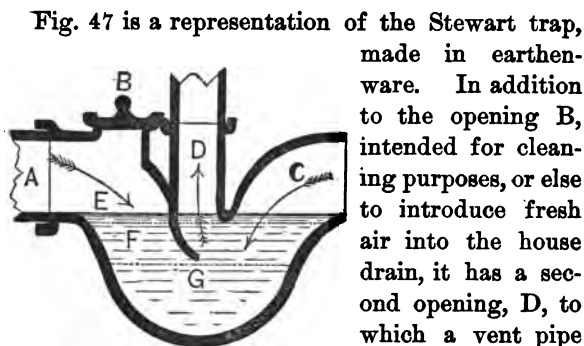 Fig. 47 is a representation of the Stewart trap,
made in earthen-
ware. In addition
to the opening B,
intended for clean-
ing purposes, or else
to introduce fresh
air into the house
drain, it has a sec-
ond opening, D, to
which a vent pipe
B
D
A
C
E
F
G